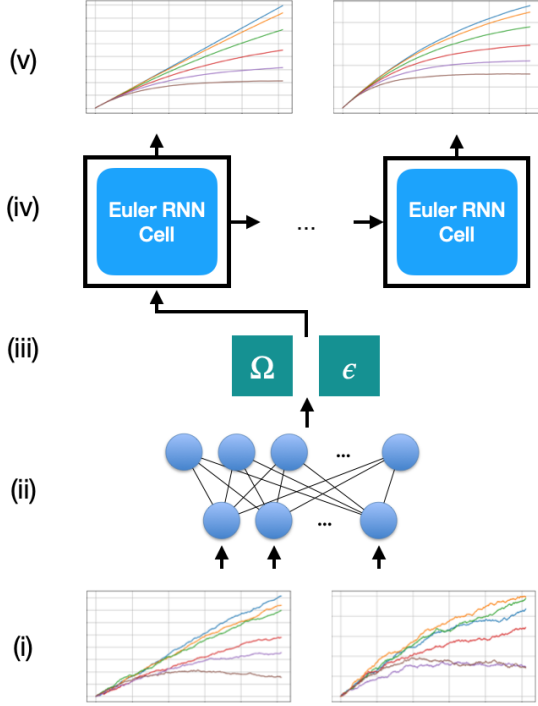 (v)
(iv)
Euler RNN
Cell
...
Euler RNN
Cell
(iii)
Ω
ϵ
(ii)
...
...
(i)